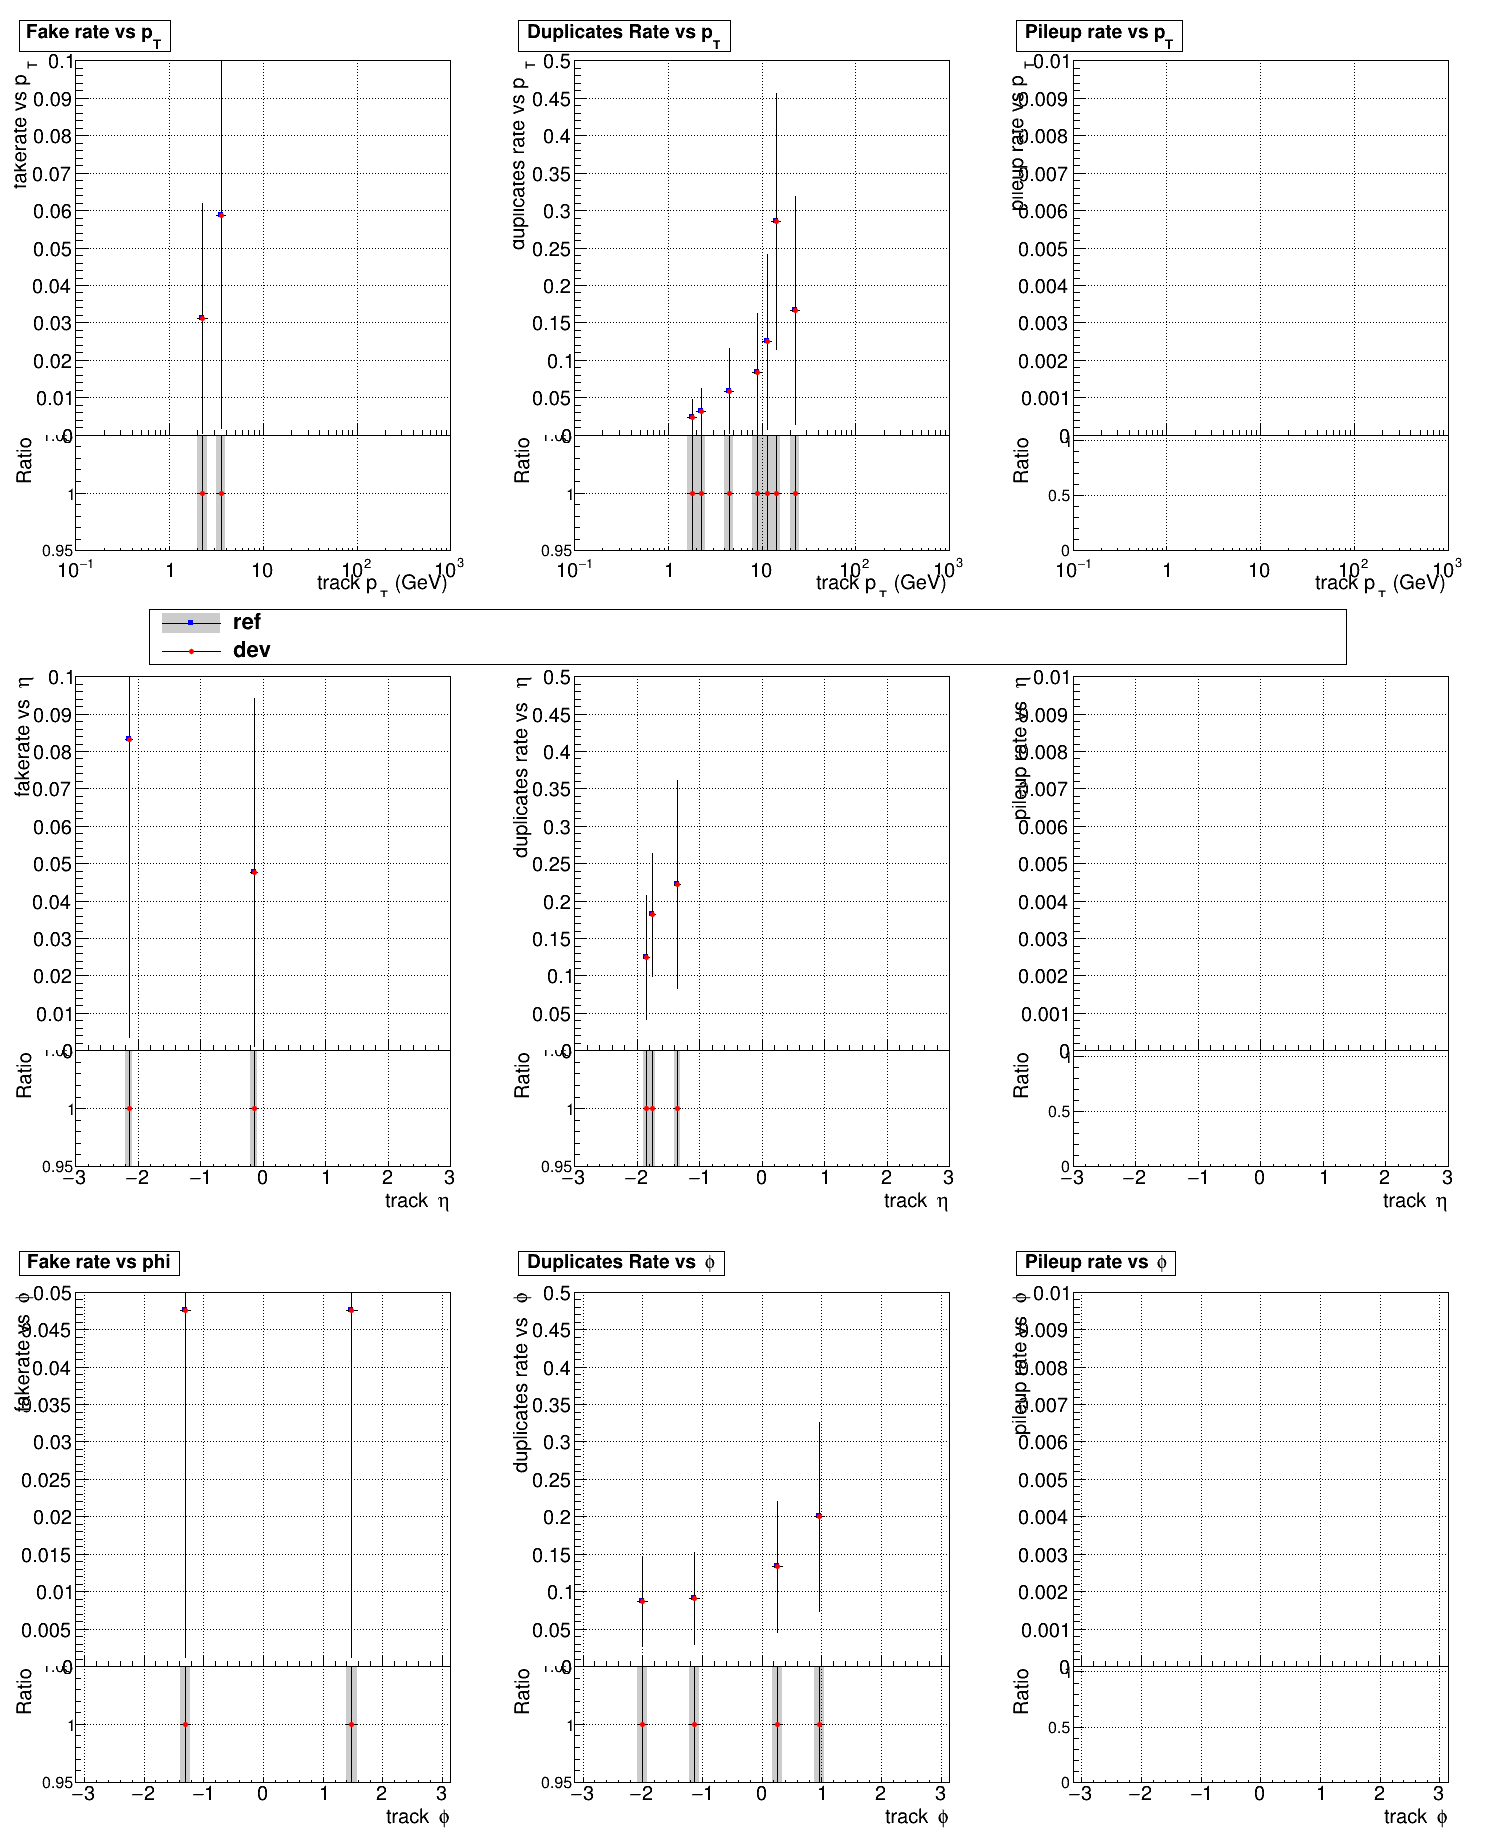 Fake rate vs p_T
Duplicates Rate vs p_T
Pileup rate vs p_T
fakerate vs p_T
0.1
0.09
0.08
0.07
0.06
0.05
0.04
0.03
0.02
0.01
0
Ratio
1
0.95
10^-1 1 10 10^2 10^3
track p_T (GeV)
duplicates rate vs p_T
0.5
0.45
0.4
0.35
0.3
0.25
0.2
0.15
0.1
0.05
0
Ratio
1
0.95
10^-1 1 10 10^2 10^3
track p_T (GeV)
pileup rate vs p_T
0.01
0.009
0.008
0.007
0.006
0.005
0.004
0.003
0.002
0.001
0
Ratio
1
0.5
0
10^-1 1 10 10^2 10^3
track p_T (GeV)
ref
dev
fakerate vs η
0.1
0.09
0.08
0.07
0.06
0.05
0.04
0.03
0.02
0.01
0
Ratio
1
0.95
−3 −2 −1 0 1 2 3
track η
duplicates rate vs η
0.5
0.45
0.4
0.35
0.3
0.25
0.2
0.15
0.1
0.05
0
Ratio
1
0.95
−3 −2 −1 0 1 2 3
track η
pileup rate vs η
0.01
0.009
0.008
0.007
0.006
0.005
0.004
0.003
0.002
0.001
0
Ratio
1
0.5
0
−3 −2 −1 0 1 2 3
track η
Fake rate vs phi
Duplicates Rate vs ϕ
Pileup rate vs ϕ
fakerate vs ϕ
0.05
0.045
0.04
0.035
0.03
0.025
0.02
0.015
0.01
0.005
0
Ratio
1
0.95
−3 −2 −1 0 1 2 3
track ϕ
duplicates rate vs ϕ
0.5
0.45
0.4
0.35
0.3
0.25
0.2
0.15
0.1
0.05
0
Ratio
1
0.95
−3 −2 −1 0 1 2 3
track ϕ
pileup rate vs ϕ
0.01
0.009
0.008
0.007
0.006
0.005
0.004
0.003
0.002
0.001
0
Ratio
1
0.5
0
−3 −2 −1 0 1 2 3
track ϕ